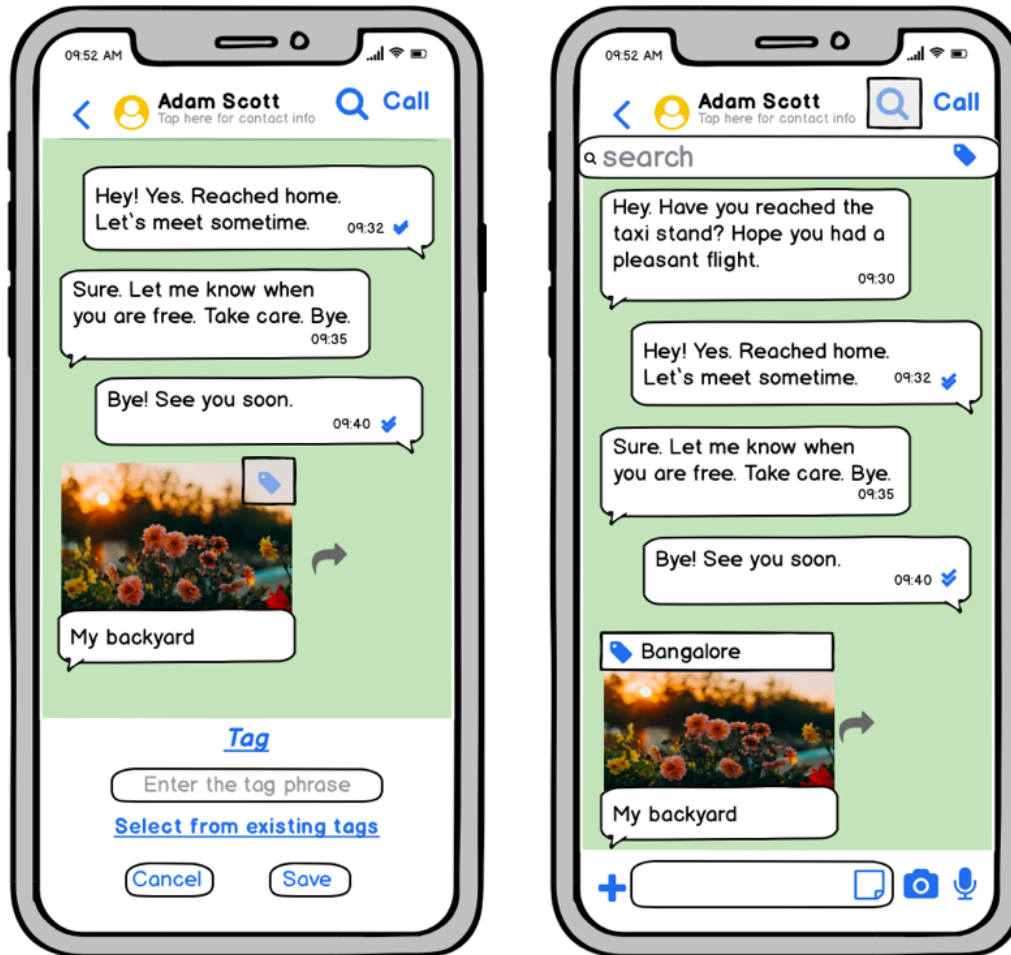 09:52 AM
Adam Scott
Tap here for contact info
Call
Hey! Yes. Reached home.
Let`s meet sometime.
09:32
Sure. Let me know when
you are free. Take care. Bye.
09:35
Bye! See you soon.
09:40
My backyard
Tag
Enter the tag phrase
Select from existing tags
Cancel
Save
09:52 AM
Adam Scott
Tap here for contact info
Call
search
Hey. Have you reached the
taxi stand? Hope you had a
pleasant flight.
09:30
Hey! Yes. Reached home.
Let`s meet sometime.
09:32
Sure. Let me know when
you are free. Take care. Bye.
09:35
Bye! See you soon.
09:40
Bangalore
My backyard